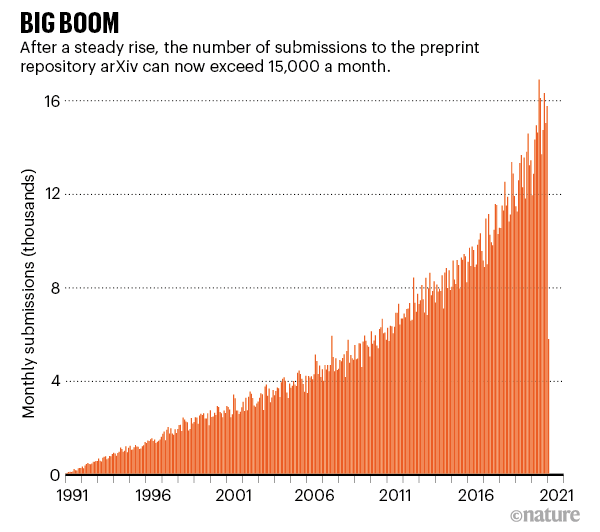 BIG BOOM
After a steady rise, the number of submissions to the preprint
repository arXiv can now exceed 15,000 a month.
Monthly submissions (thousands)
16
12
8
4
0
1991 1996 2001 2006 2011 2016 2021
©nature